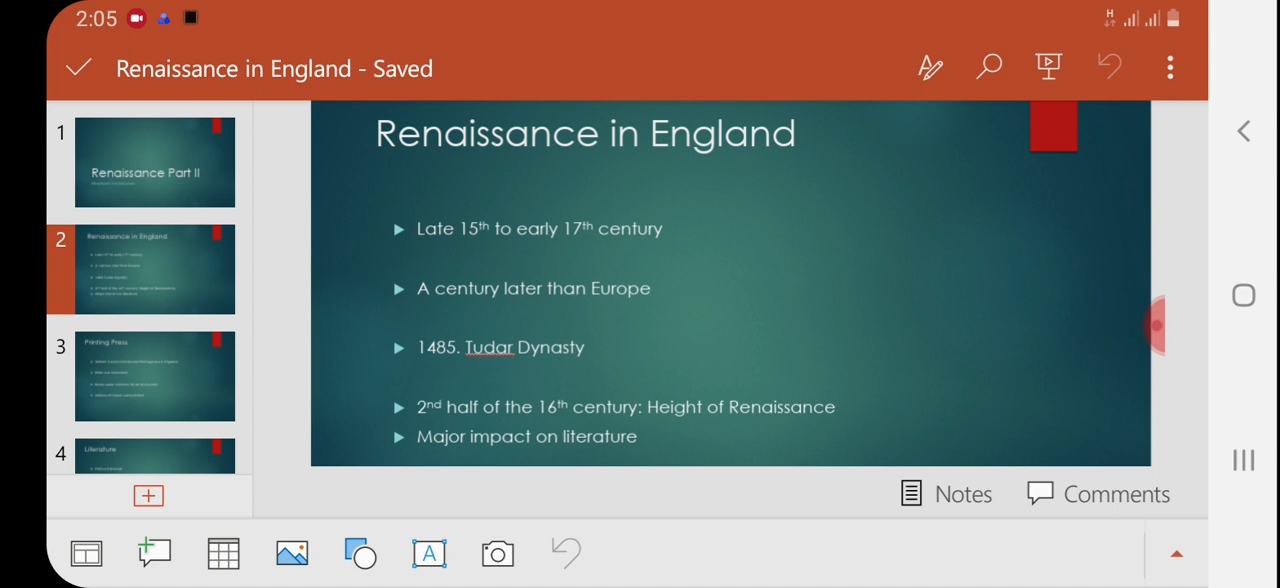 2:05
H
Renaissance in England - Saved
1
Renaissance Part II
2
Renaissance in England
3
Printing Press
4
Literature
Renaissance in England
Late 15th to early 17th century
A century later than Europe
1485. Tudar Dynasty
2nd half of the 16th century: Height of Renaissance
Major impact on literature
Notes
Comments
A